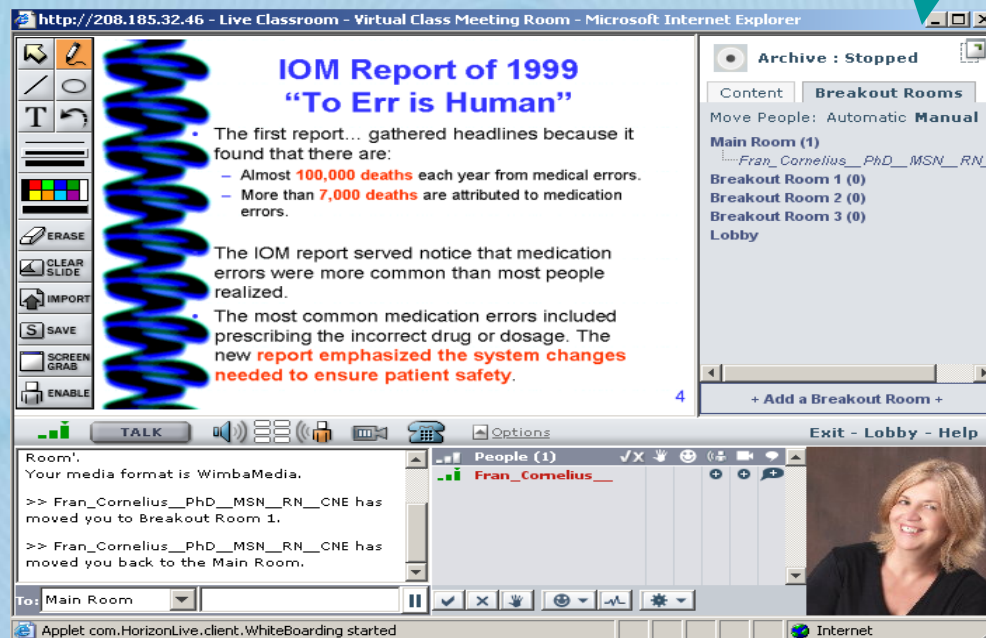 http://208.185.32.46 - Live Classroom - Virtual Class Meeting Room - Microsoft Internet Explorer
IOM Report of 1999
“To Err is Human”
• The first report... gathered headlines because it
found that there are:
– Almost 100,000 deaths each year from medical errors.
– More than 7,000 deaths are attributed to medication
errors.
The IOM report served notice that medication
errors were more common than most people
realized.
• The most common medication errors included
prescribing the incorrect drug or dosage. The
new report emphasized the system changes
needed to ensure patient safety.
4
T
ERASE
CLEAR
SLIDE
IMPORT
S SAVE
SCREEN
GRAB
ENABLE
Archive : Stopped
Content Breakout Rooms
Move People: Automatic Manual
Main Room (1)
Fran_Cornelius__PhD__MSN__RN_
Breakout Room 1 (0)
Breakout Room 2 (0)
Breakout Room 3 (0)
Lobby
+ Add a Breakout Room +
TALK
Options
Exit - Lobby - Help
Room'.
Your media format is WimbaMedia.
>> Fran_Cornelius__PhD__MSN__RN__CNE has
moved you to Breakout Room 1.
>> Fran_Cornelius__PhD__MSN__RN__CNE has
moved you back to the Main Room.
People (1)
Fran_Cornelius__
To: Main Room
Applet com.HorizonLive.client.WhiteBoarding started
Internet